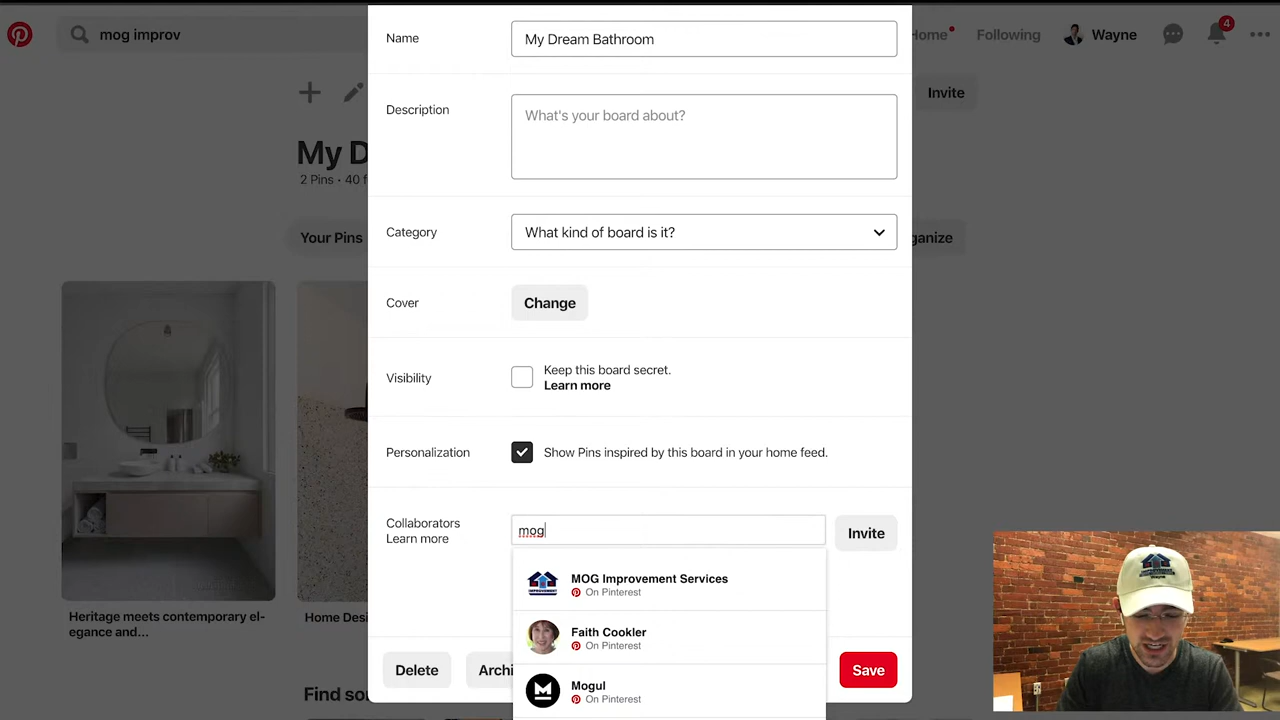 mog improv
Home
Following
Wayne
4
Invite
My D
2 Pins • 40 f
Your Pins
ganize
Name
My Dream Bathroom
Description
What's your board about?
Category
What kind of board is it?
Cover
Change
Visibility
Keep this board secret.
Learn more
Personalization
Show Pins inspired by this board in your home feed.
Collaborators
Learn more
mog
Invite
MOG Improvement Services
On Pinterest
Faith Cookler
On Pinterest
Mogul
On Pinterest
Delete
Archi
Save
Heritage meets contemporary el-
egance and...
Home Desi
Find so
IMPROVEMENT
Wayne